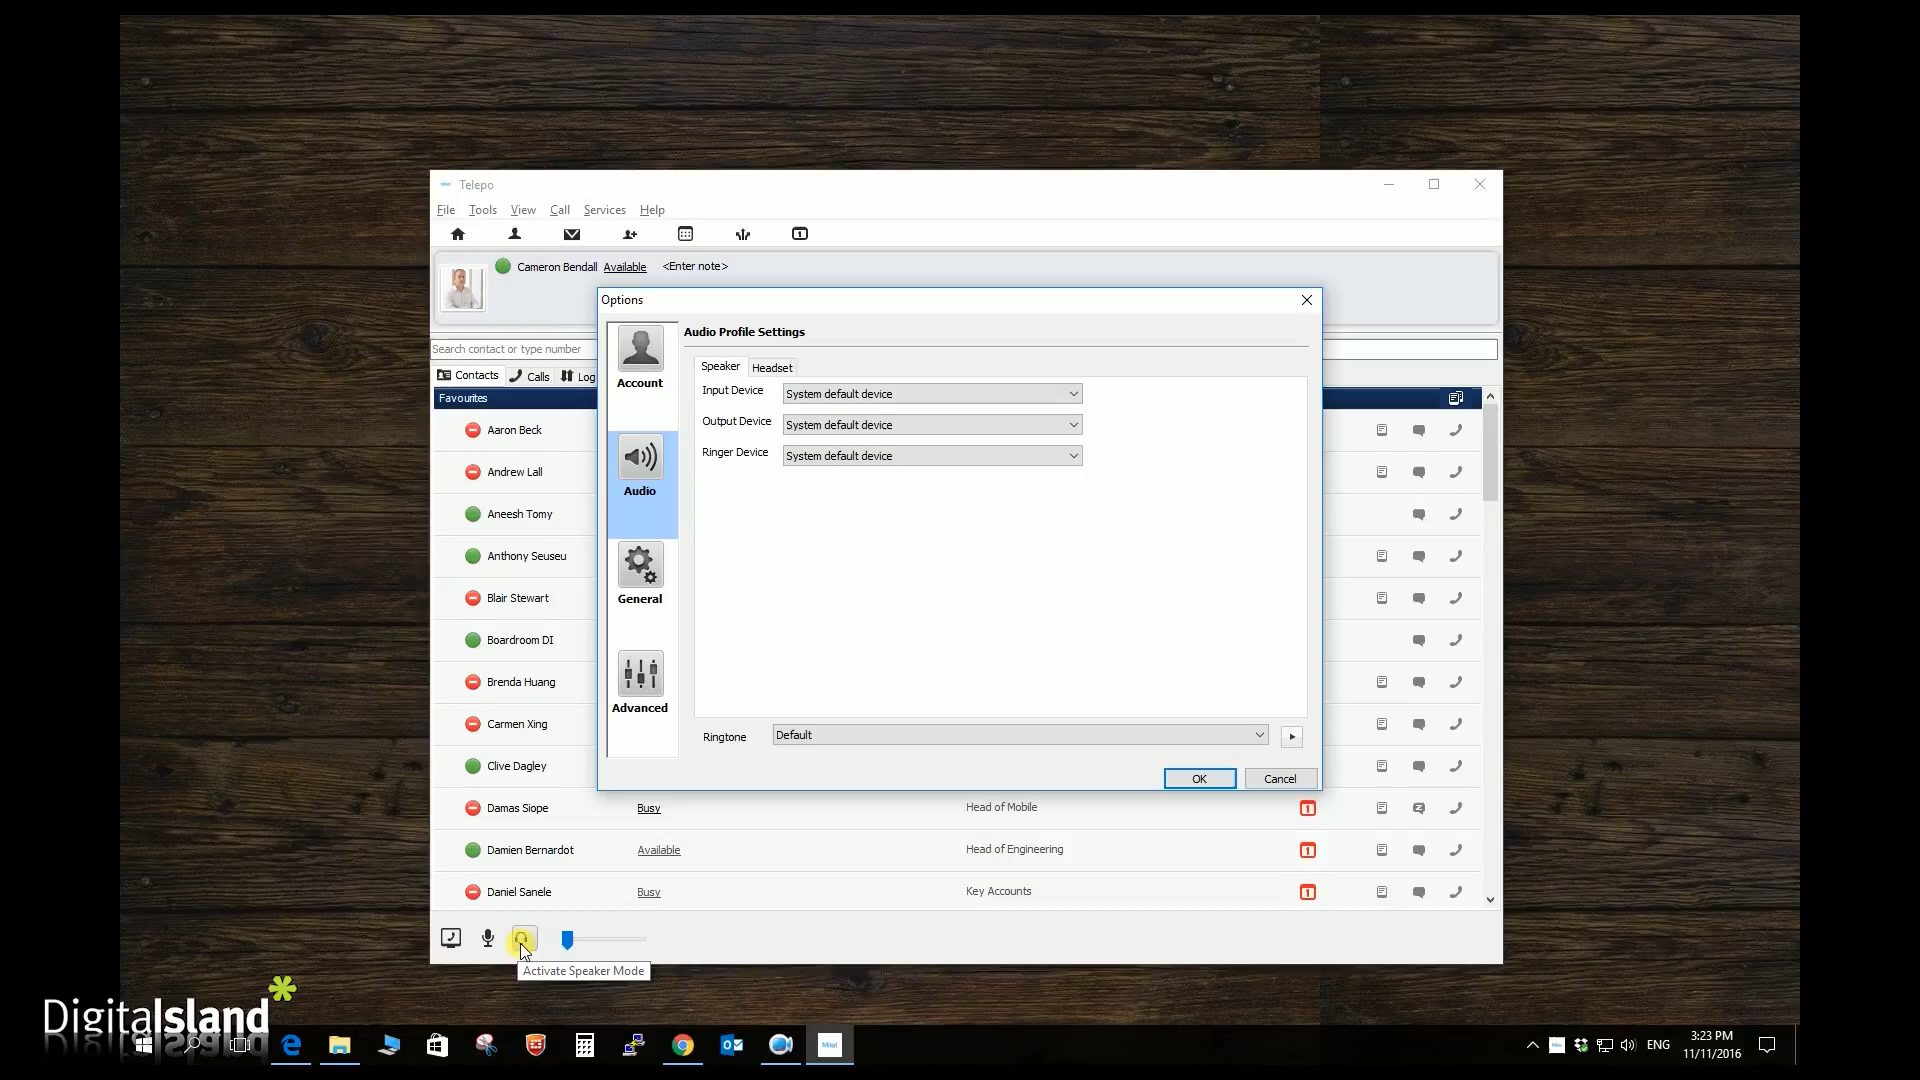 Telepo
File Tools View Call Services Help
Cameron Bendall Available <Enter note>
Search contact or type number
Contacts Calls Log
Favourites
Aaron Beck
Andrew Lall
Aneesh Tomy
Anthony Seuseu
Blair Stewart
Boardroom DI
Brenda Huang
Carmen Xing
Clive Dagley
Damas Siope Busy Head of Mobile
Damien Bernardot Available Head of Engineering
Daniel Sanele Busy Key Accounts
Options
Account
Audio
General
Advanced
Audio Profile Settings
Speaker Headset
Input Device System default device
Output Device System default device
Ringer Device System default device
Ringtone Default
OK Cancel
Activate Speaker Mode
DigitalIsland
Mitel
ENG
3:23 PM
11/11/2016